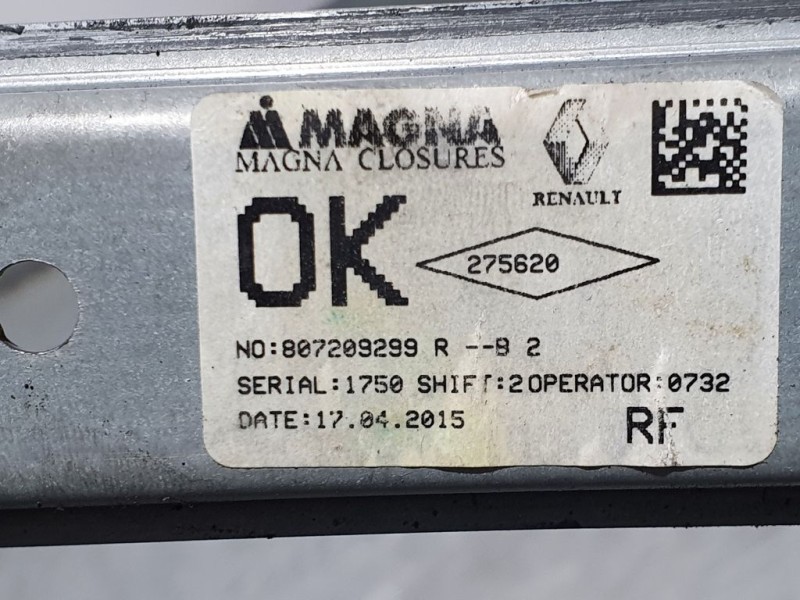 MAGNA
MAGNA CLOSURES
RENAULT
OK
275620
NO:807209299 R --B 2
SERIAL:1750 SHIFT:2OPERATOR:0732
DATE:17.04.2015
RF